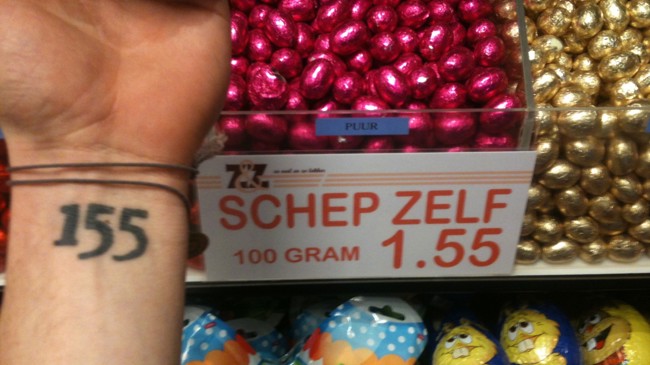 PUUR
SCHEP ZELF
100 GRAM 1.55
155